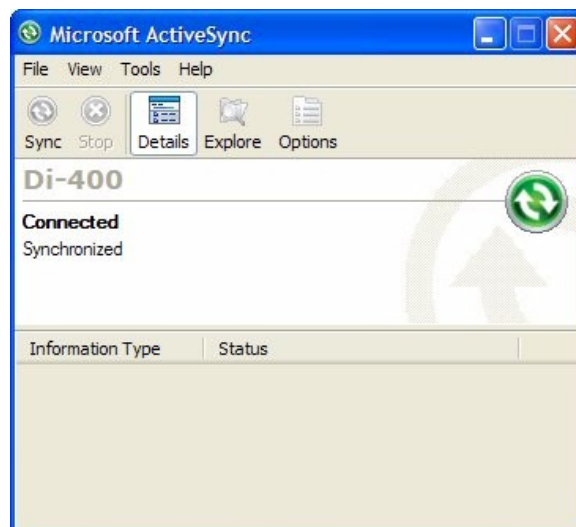 Microsoft ActiveSync
File View Tools Help
Sync Stop Details Explore Options
Di-400
Connected
Synchronized
Information Type Status